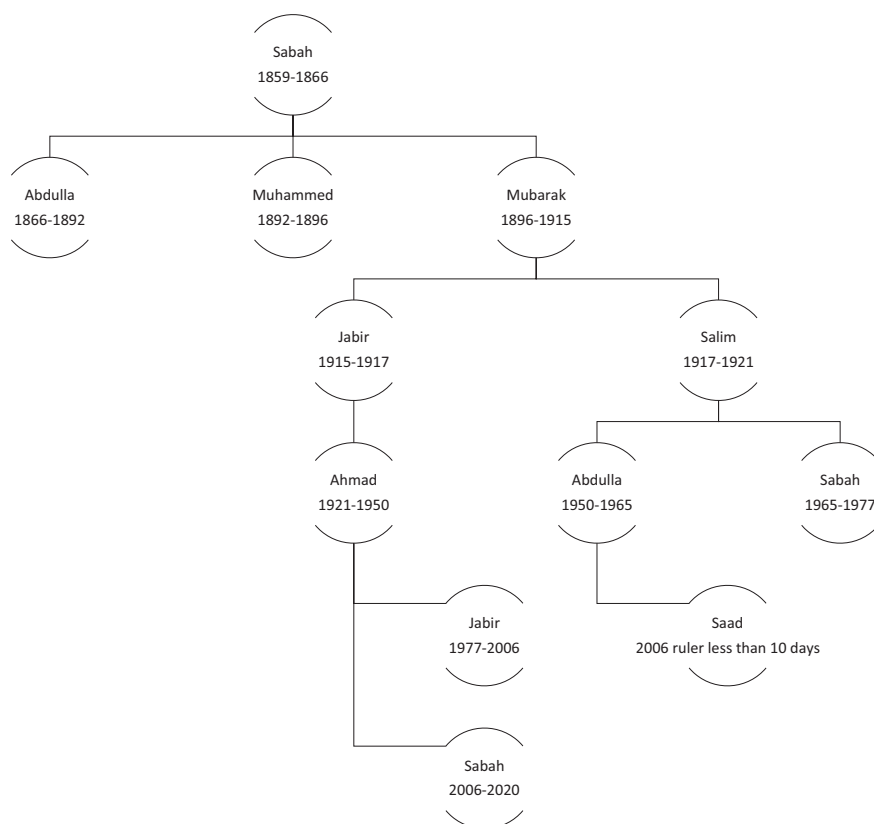 Sabah
1859-1866
Abdulla
1866-1892
Muhammed
1892-1896
Mubarak
1896-1915
Jabir
1915-1917
Salim
1917-1921
Ahmad
1921-1950
Abdulla
1950-1965
Sabah
1965-1977
Jabir
1977-2006
Saad
2006 ruler less than 10 days
Sabah
2006-2020